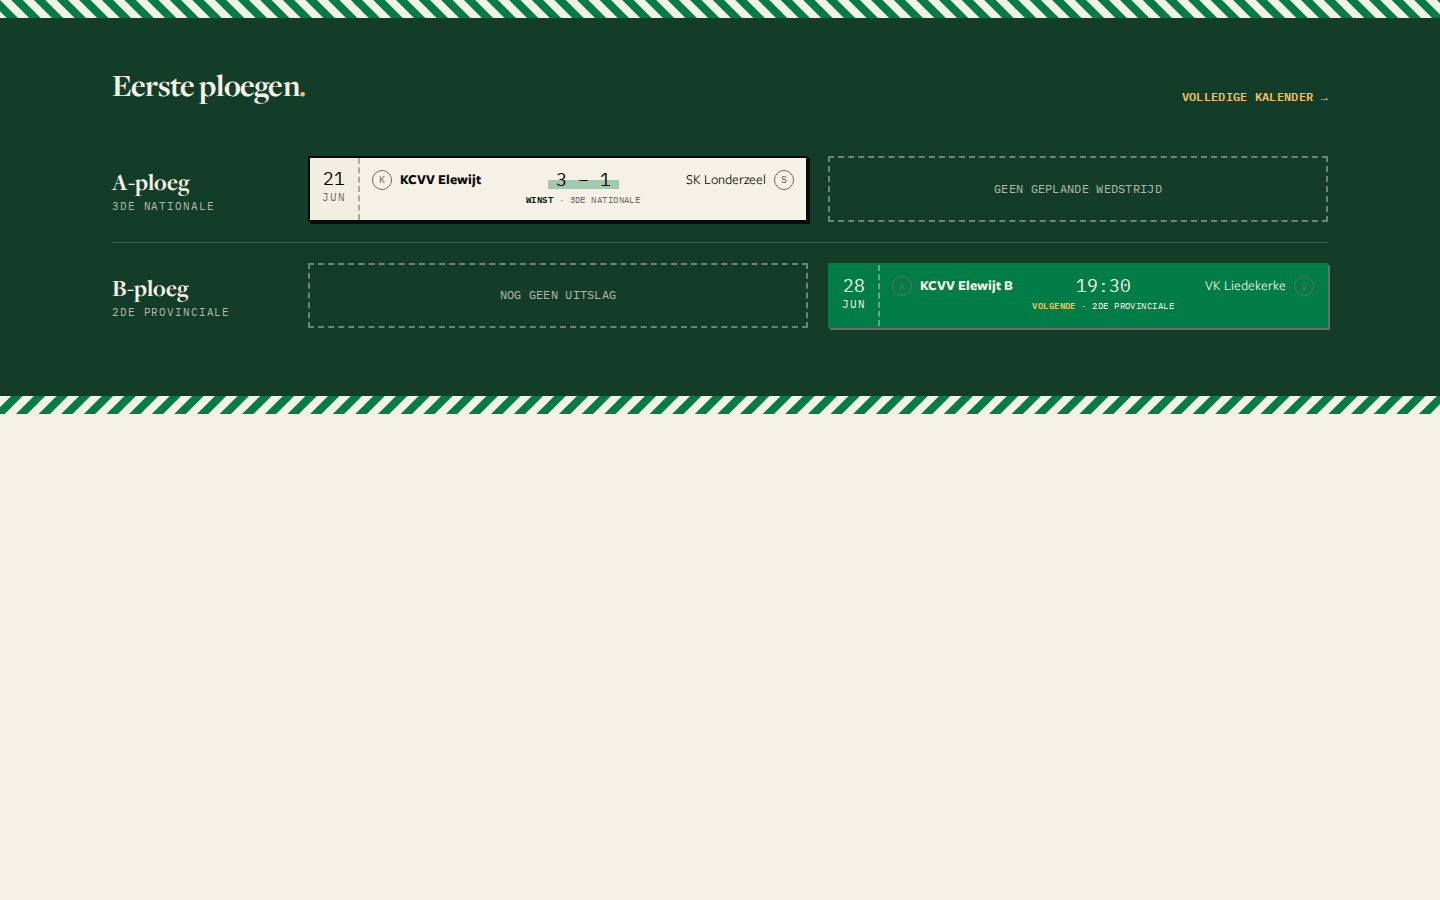 Eerste ploegen.
VOLLEDIGE KALENDER →
A-ploeg
3DE NATIONALE
21
JUN
K KCVV Elewijt 3 – 1 SK Londerzeel S
WINST · 3DE NATIONALE
GEEN GEPLANDE WEDSTRIJD
B-ploeg
2DE PROVINCIALE
NOG GEEN UITSLAG
28
JUN
K KCVV Elewijt B 19:30 VK Liedekerke V
VOLGENDE · 2DE PROVINCIALE